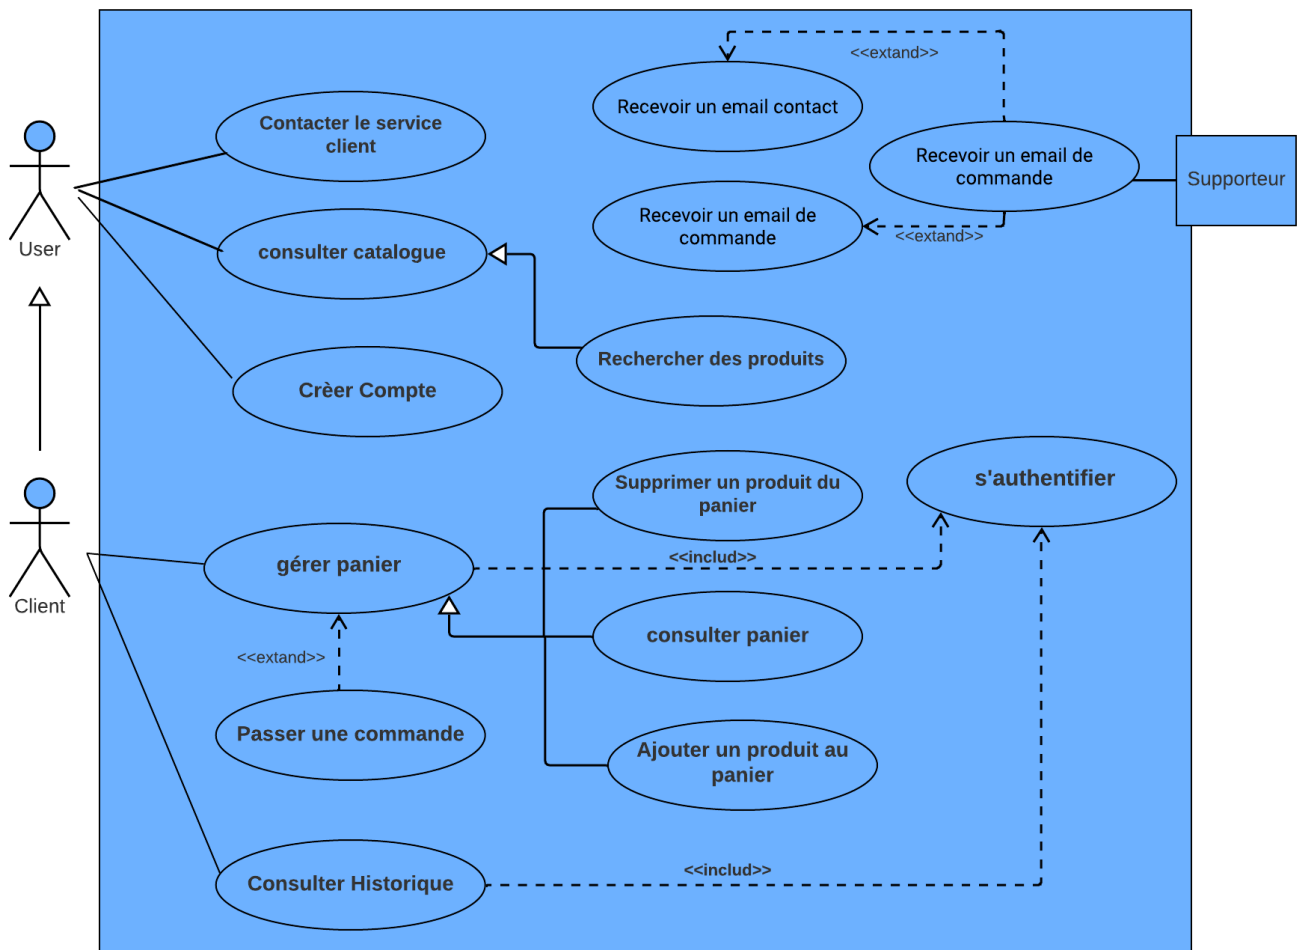 <<extand>>
Recevoir un email contact
Contacter le service
client
Recevoir un email de
commande
Supporteur
User
Recevoir un email de
commande
<<extand>>
consulter catalogue
Rechercher des produits
Crèer Compte
Supprimer un produit du
panier
s'authentifier
Client
gérer panier
<<includ>>
consulter panier
<<extand>>
Passer une commande
Ajouter un produit au
panier
Consulter Historique
<<includ>>